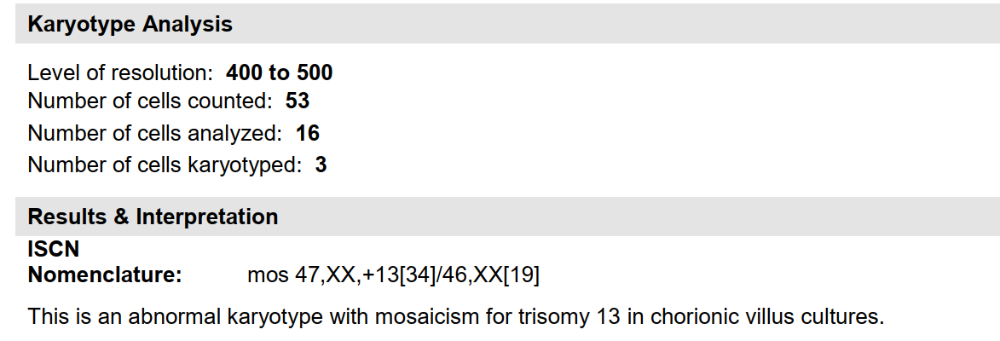 Karyotype Analysis
Level of resolution: 400 to 500
Number of cells counted: 53
Number of cells analyzed: 16
Number of cells karyotyped: 3
Results & Interpretation
ISCN
Nomenclature: mos 47,XX,+13[34]/46,XX[19]
This is an abnormal karyotype with mosaicism for trisomy 13 in chorionic villus cultures.